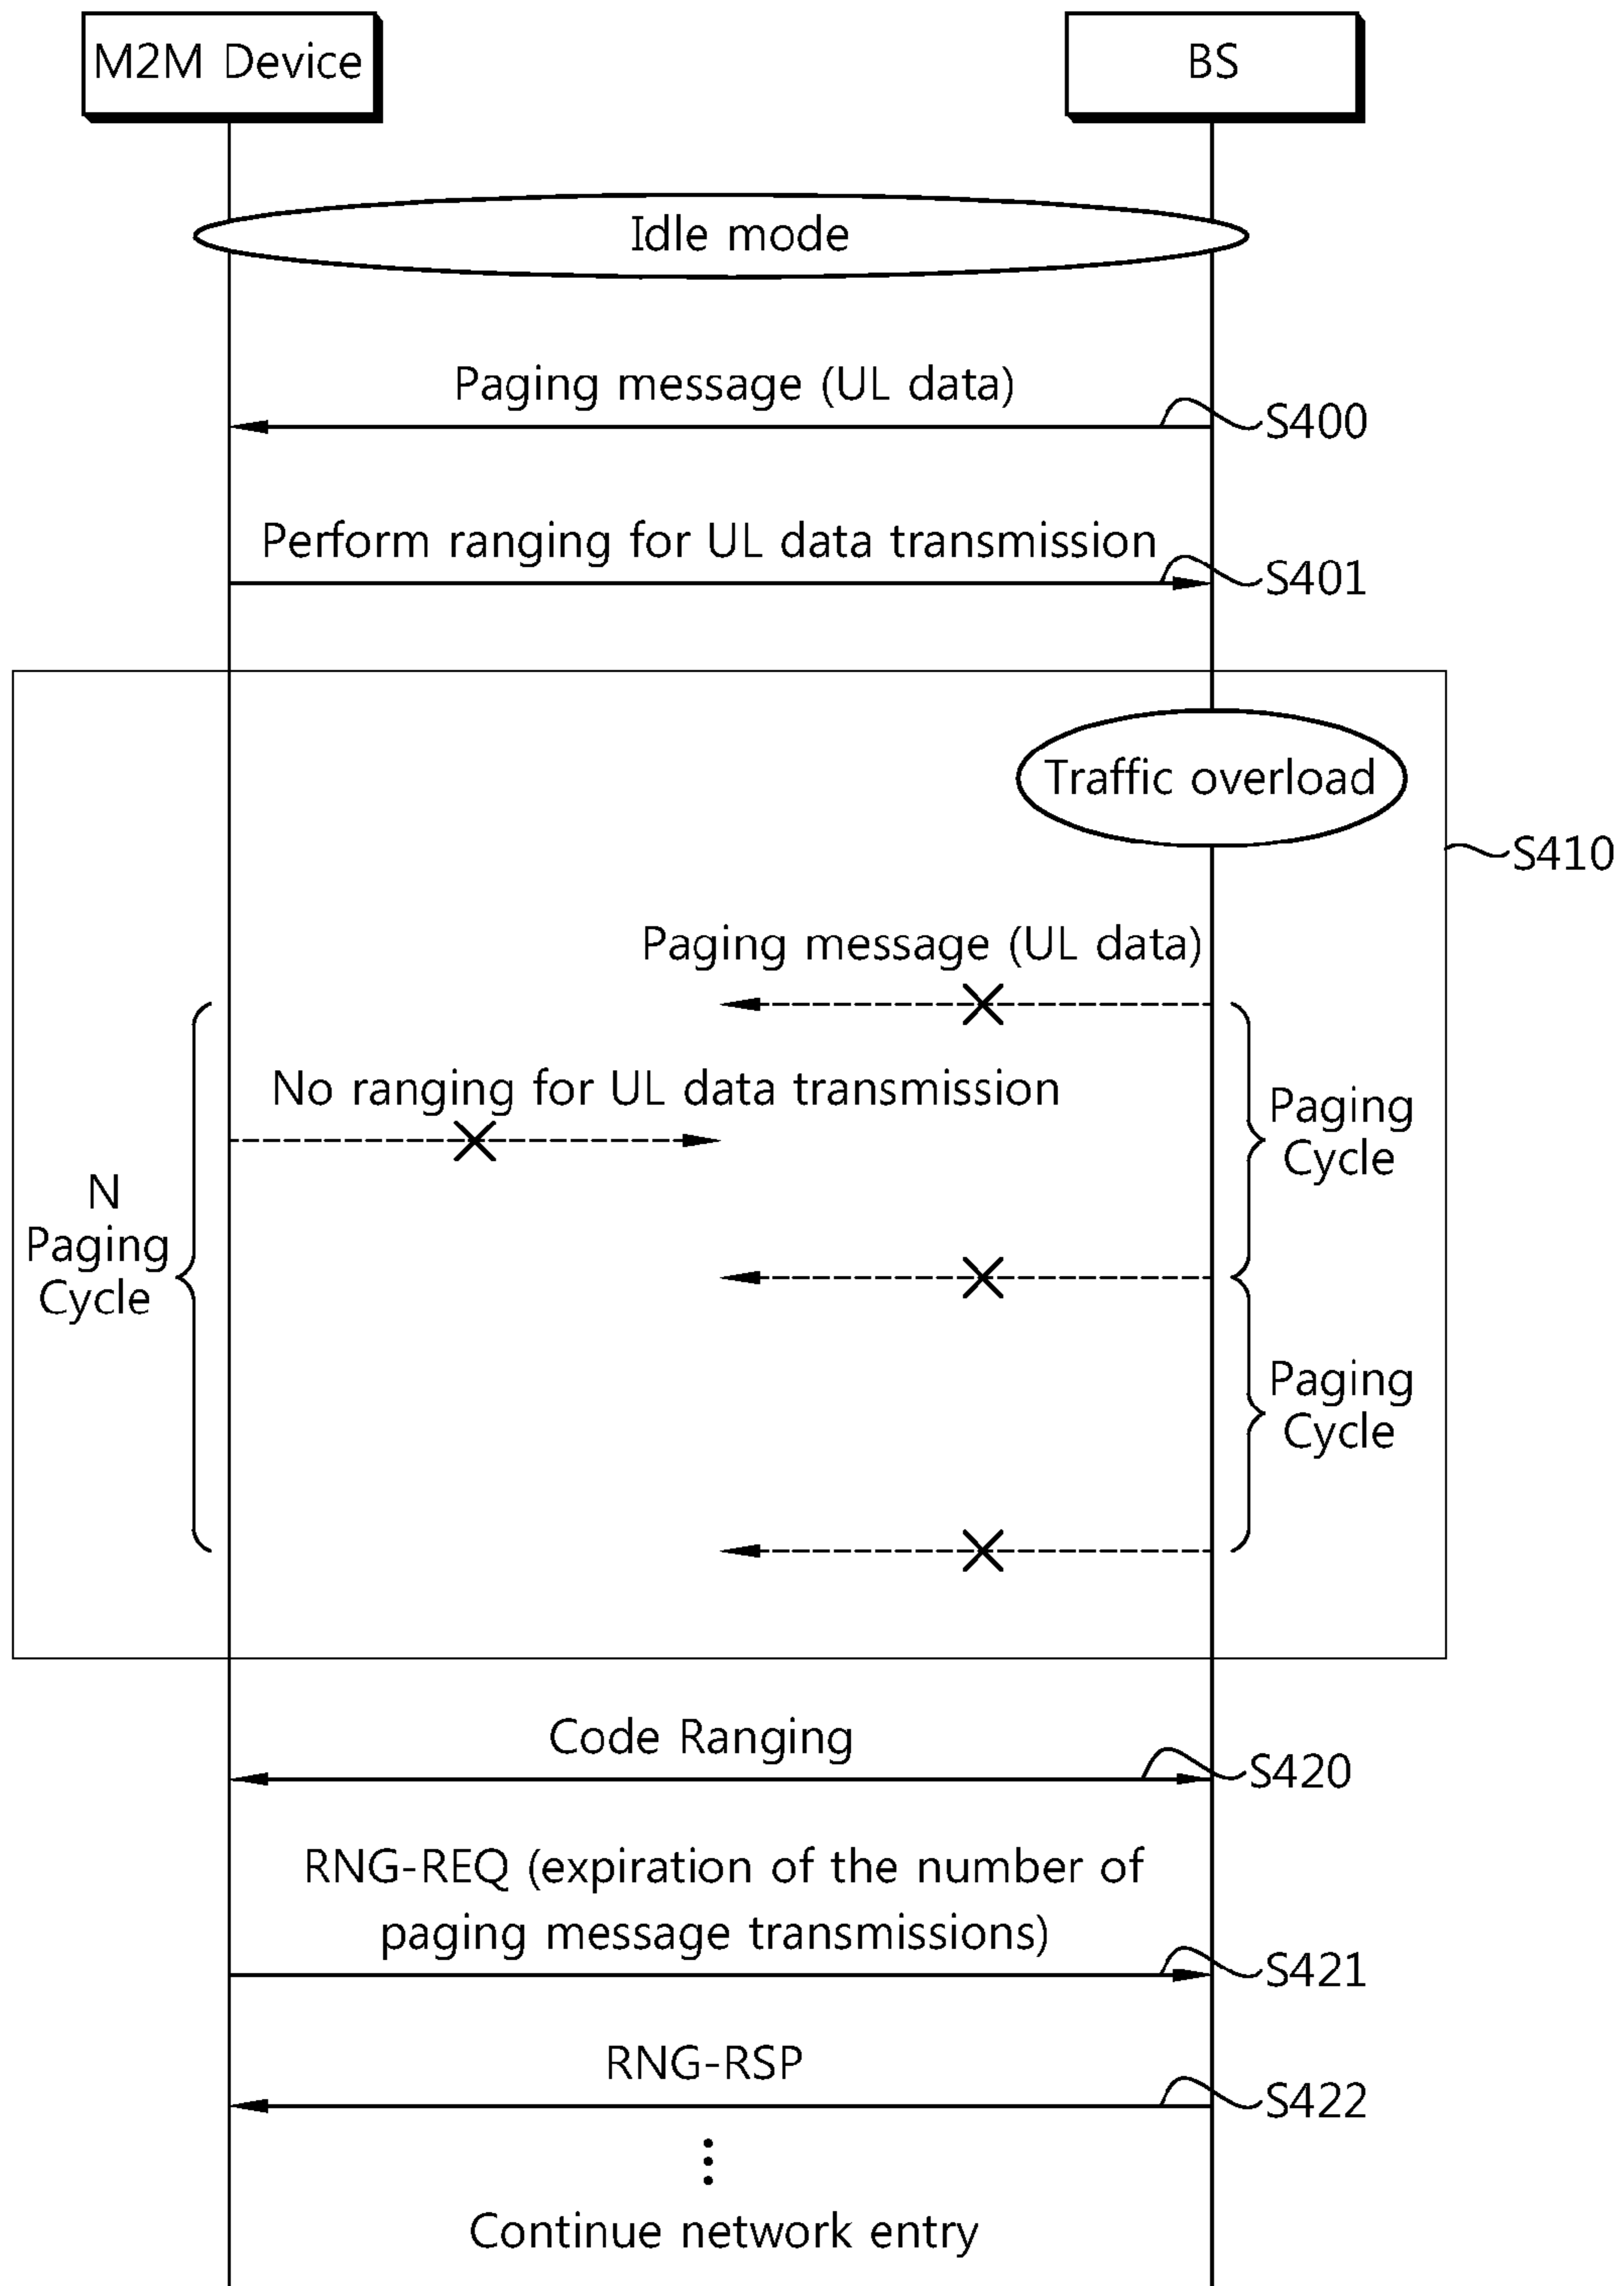 M2M Device
BS
Idle mode
Paging message (UL data)
S400
Perform ranging for UL data transmission
S401
Traffic overload
S410
Paging message (UL data)
No ranging for UL data transmission
Paging
Cycle
N
Paging
Cycle
Paging
Cycle
Code Ranging
S420
RNG-REQ (expiration of the number of
paging message transmissions)
S421
RNG-RSP
S422
Continue network entry